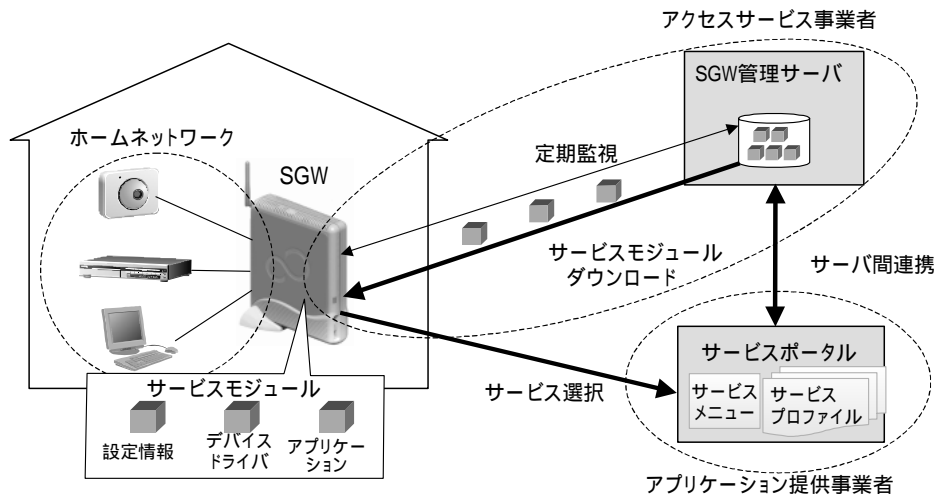 アクセスサービス事業者
SGW管理サーバ
ホームネットワーク
SGW
定期監視
サービスモジュール
ダウンロード
サーバ間連携
サービスポータル
サービス
メニュー
サービス
プロファイル
サービス選択
サービスモジュール
設定情報
デバイス
ドライバ
アプリケー
ション
アプリケーション提供事業者